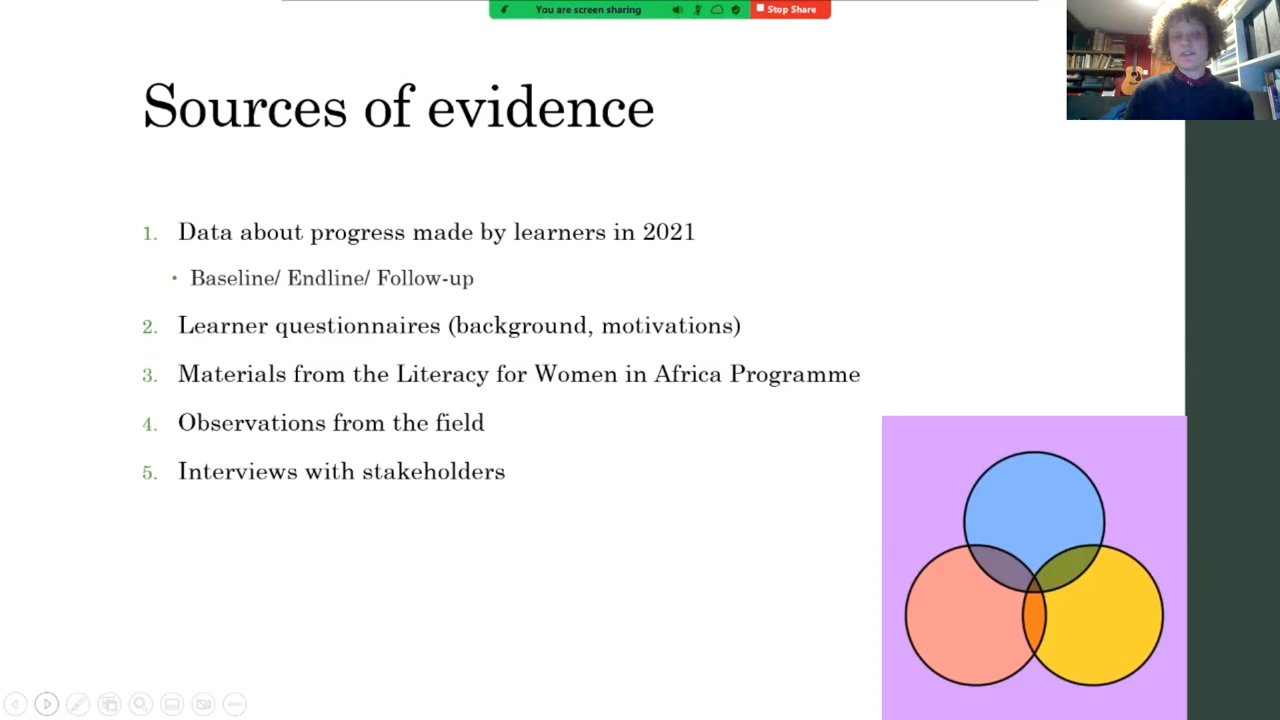 You are screen sharing
Stop Share
Sources of evidence
1. Data about progress made by learners in 2021
• Baseline/ Endline/ Follow-up
2. Learner questionnaires (background, motivations)
3. Materials from the Literacy for Women in Africa Programme
4. Observations from the field
5. Interviews with stakeholders